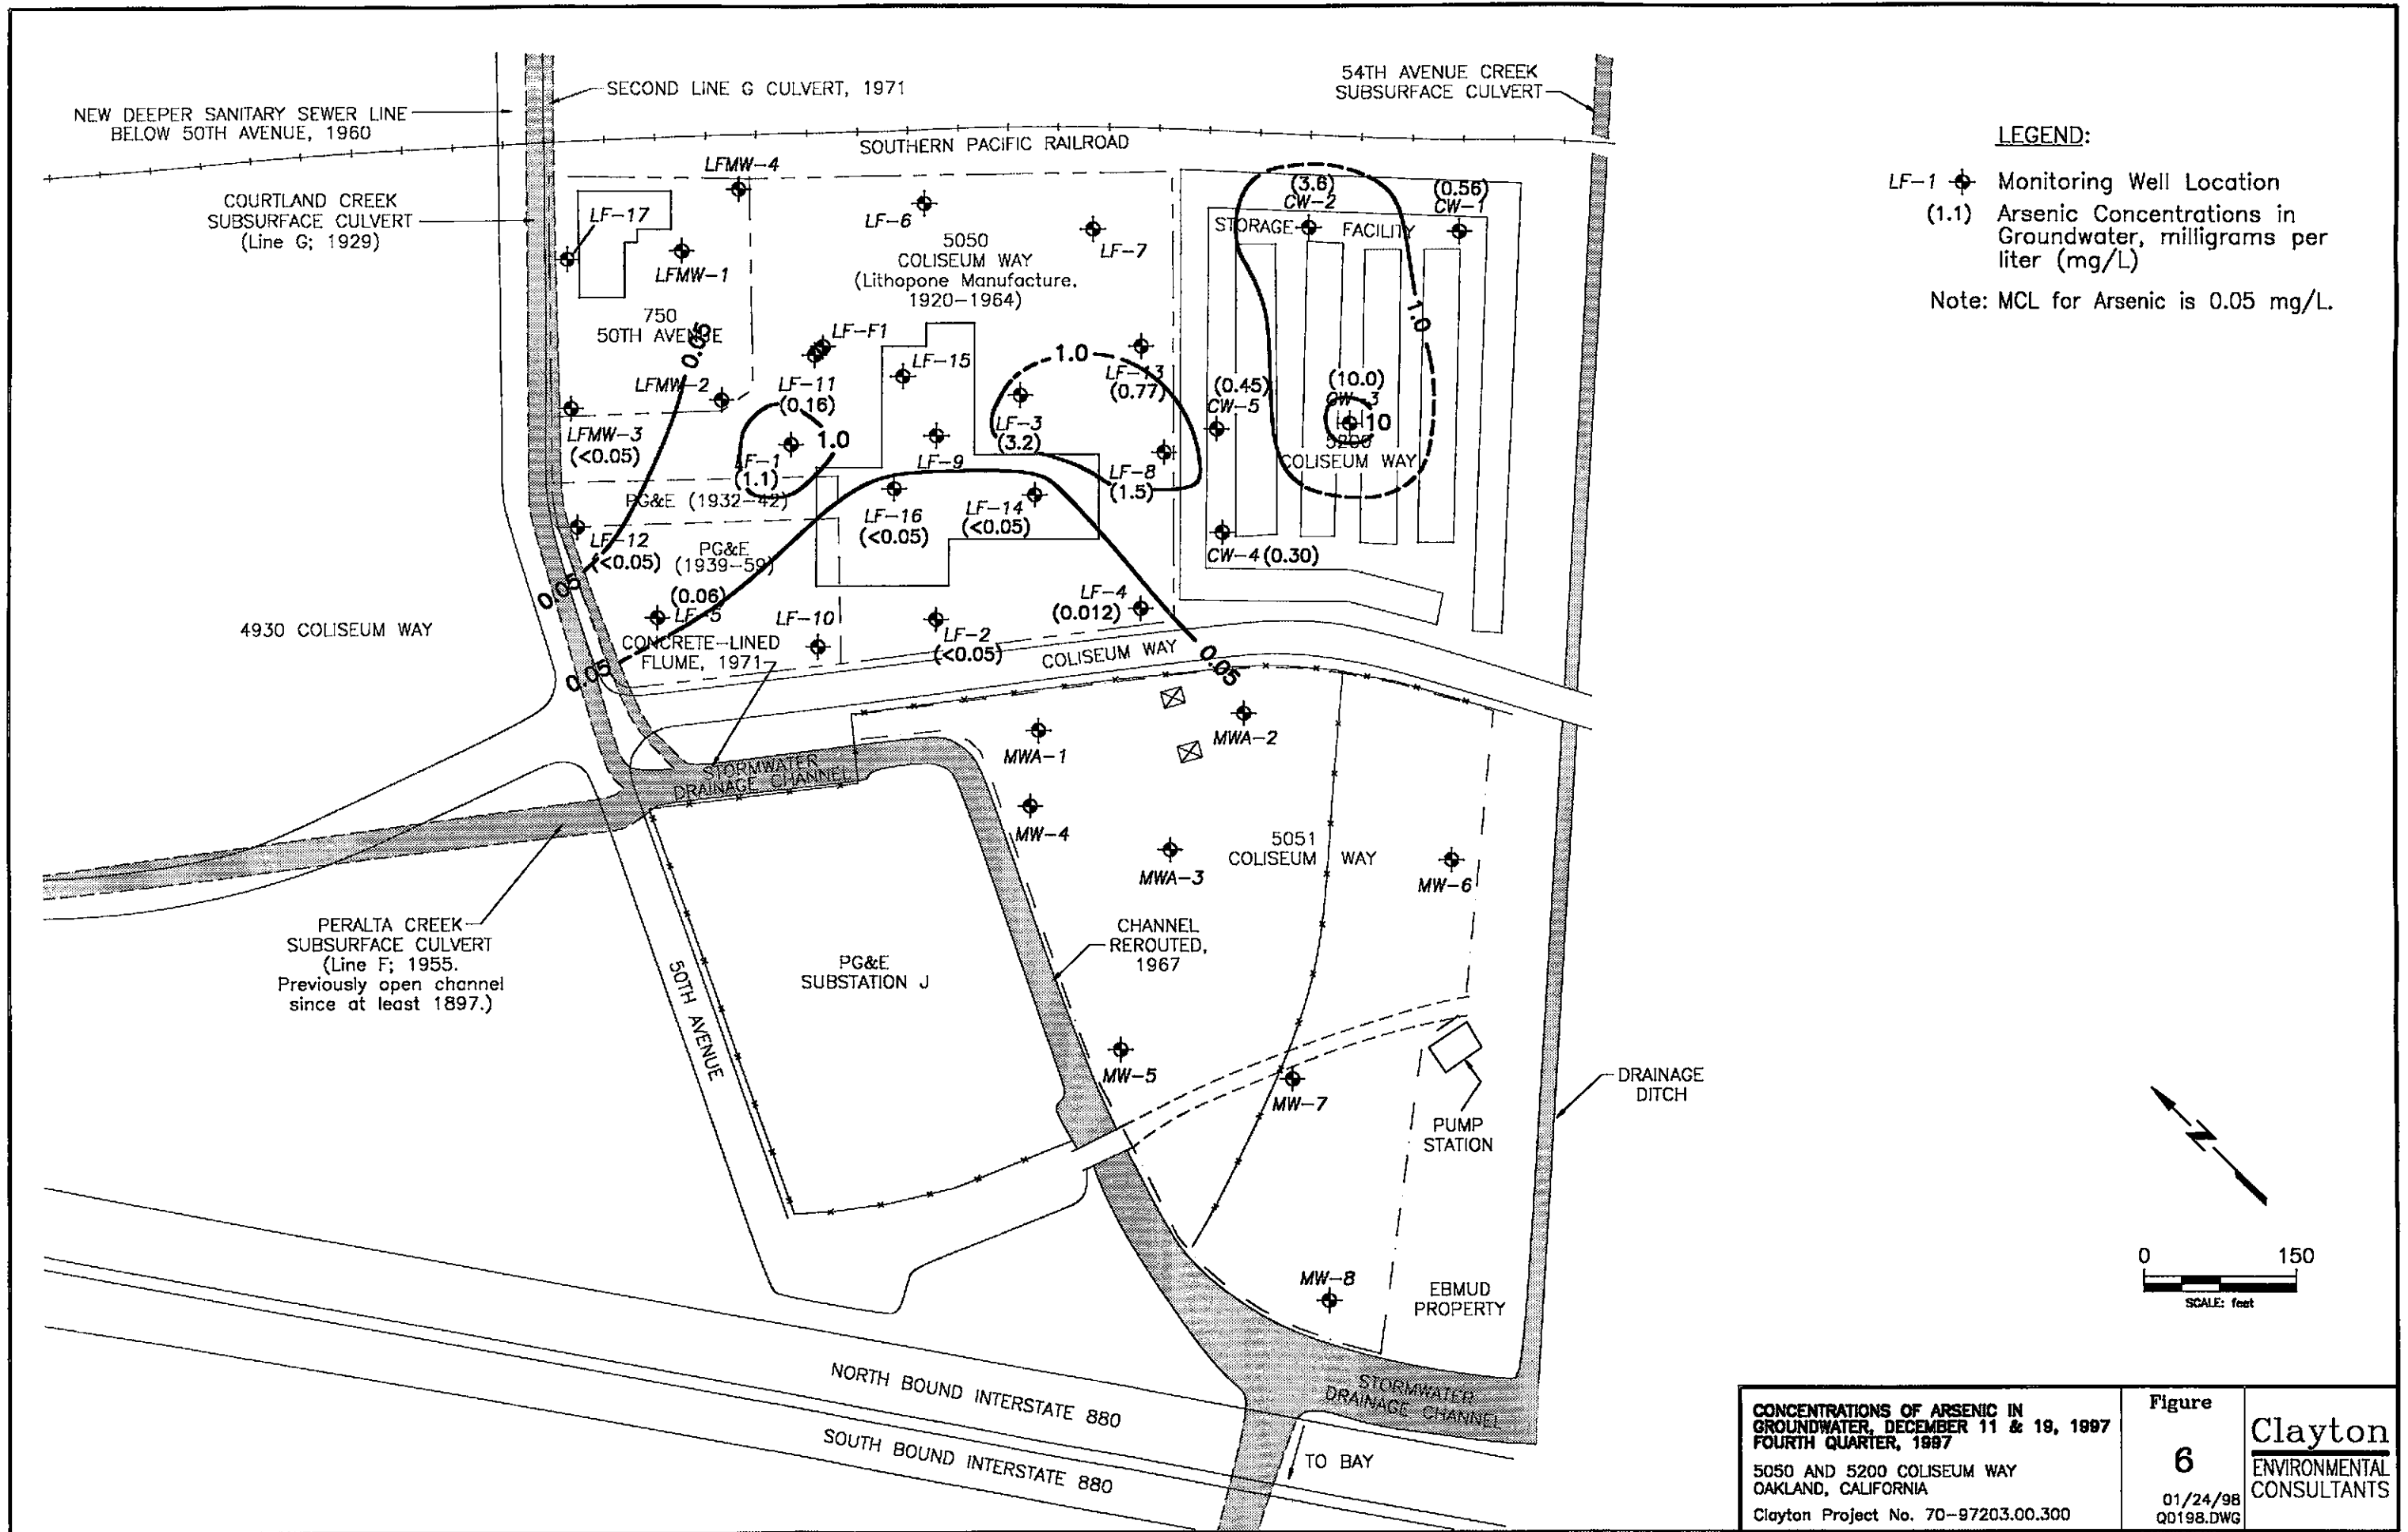 SECOND LINE G CULVERT, 1971
54TH AVENUE CREEK
SUBSURFACE CULVERT
NEW DEEPER SANITARY SEWER LINE
BELOW 50TH AVENUE, 1960
SOUTHERN PACIFIC RAILROAD
COURTLAND CREEK
SUBSURFACE CULVERT
(Line G; 1929)
LFMW-4
LF-17
LFMW-1
LF-6
LF-7
5050
COLISEUM WAY
(Lithopone Manufacture,
1920-1964)
(3.6)
CW-2
(0.56)
CW-1
STORAGE
FACILITY
750
50TH AVENUE
0.05
LF-F1
LF-15
1.0
1.0
LF-13
(0.77)
LFMW-2
LF-11
(0.16)
(0.45)
CW-5
(10.0)
CW-3
10
5200
COLISEUM WAY
LFMW-3
(<0.05)
1.0
LF-1
(1.1)
LF-9
LF-3
(3.2)
LF-8
(1.5)
PG&E (1932-42)
LF-16
(<0.05)
LF-14
(<0.05)
LF-12
(<0.05)
PG&E
(1939-59)
CW-4 (0.30)
0.05
(0.06)
LF-5
LF-10
LF-4
(0.012)
LF-2
(<0.05)
4930 COLISEUM WAY
CONCRETE-LINED
FLUME, 1971
0.05
COLISEUM WAY
0.05
MWA-1
MWA-2
STORMWATER
DRAINAGE CHANNEL
MW-4
MWA-3
5051
COLISEUM WAY
MW-6
PERALTA CREEK
SUBSURFACE CULVERT
(Line F; 1955.
Previously open channel
since at least 1897.)
CHANNEL
REROUTED,
1967
PG&E
SUBSTATION J
50TH AVENUE
MW-5
MW-7
PUMP
STATION
DRAINAGE
DITCH
MW-8
EBMUD
PROPERTY
STORMWATER
DRAINAGE CHANNEL
NORTH BOUND INTERSTATE 880
SOUTH BOUND INTERSTATE 880
TO BAY
LEGEND:
LF-1 Monitoring Well Location
(1.1) Arsenic Concentrations in
Groundwater, milligrams per
liter (mg/L)
Note: MCL for Arsenic is 0.05 mg/L.
N
0 150
SCALE: feet
CONCENTRATIONS OF ARSENIC IN
GROUNDWATER, DECEMBER 11 & 19, 1997
FOURTH QUARTER, 1997
5050 AND 5200 COLISEUM WAY
OAKLAND, CALIFORNIA
Clayton Project No. 70-97203.00.300
Figure
6
01/24/98
Q0198.DWG
Clayton
ENVIRONMENTAL
CONSULTANTS